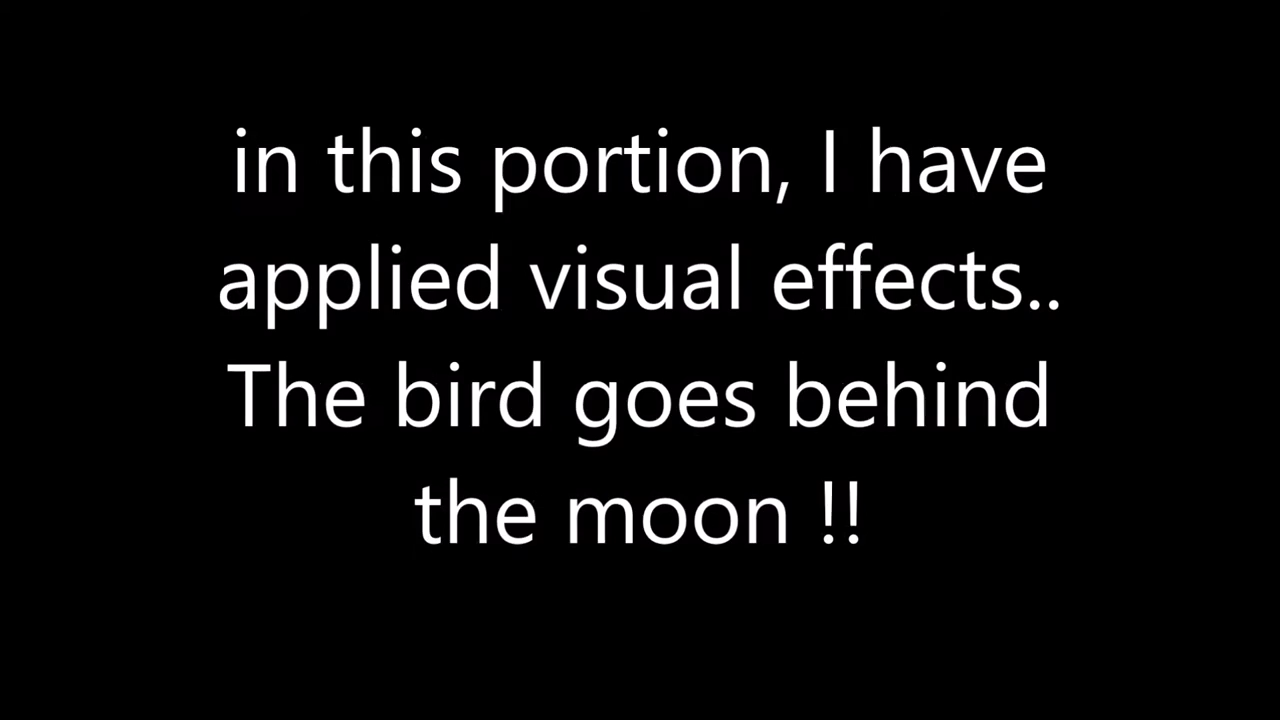 in this portion, I have
applied visual effects..
The bird goes behind
the moon !!